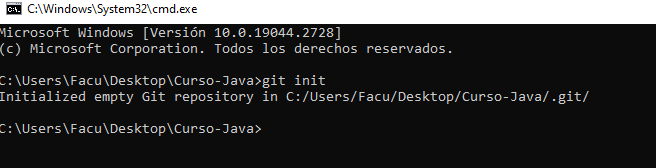 C:\Windows\System32\cmd.exe
Microsoft Windows [Versión 10.0.19044.2728]
(c) Microsoft Corporation. Todos los derechos reservados.
C:\Users\Facu\Desktop\Curso-Java>git init
Initialized empty Git repository in C:/Users/Facu/Desktop/Curso-Java/.git/
C:\Users\Facu\Desktop\Curso-Java>